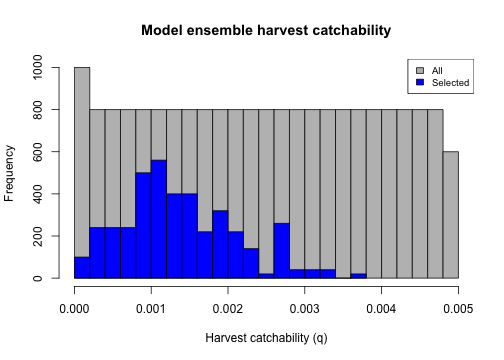 Model ensemble harvest catchability
All
Selected
Frequency
1000
800
600
400
200
0
0.000 0.001 0.002 0.003 0.004 0.005
Harvest catchability (q)